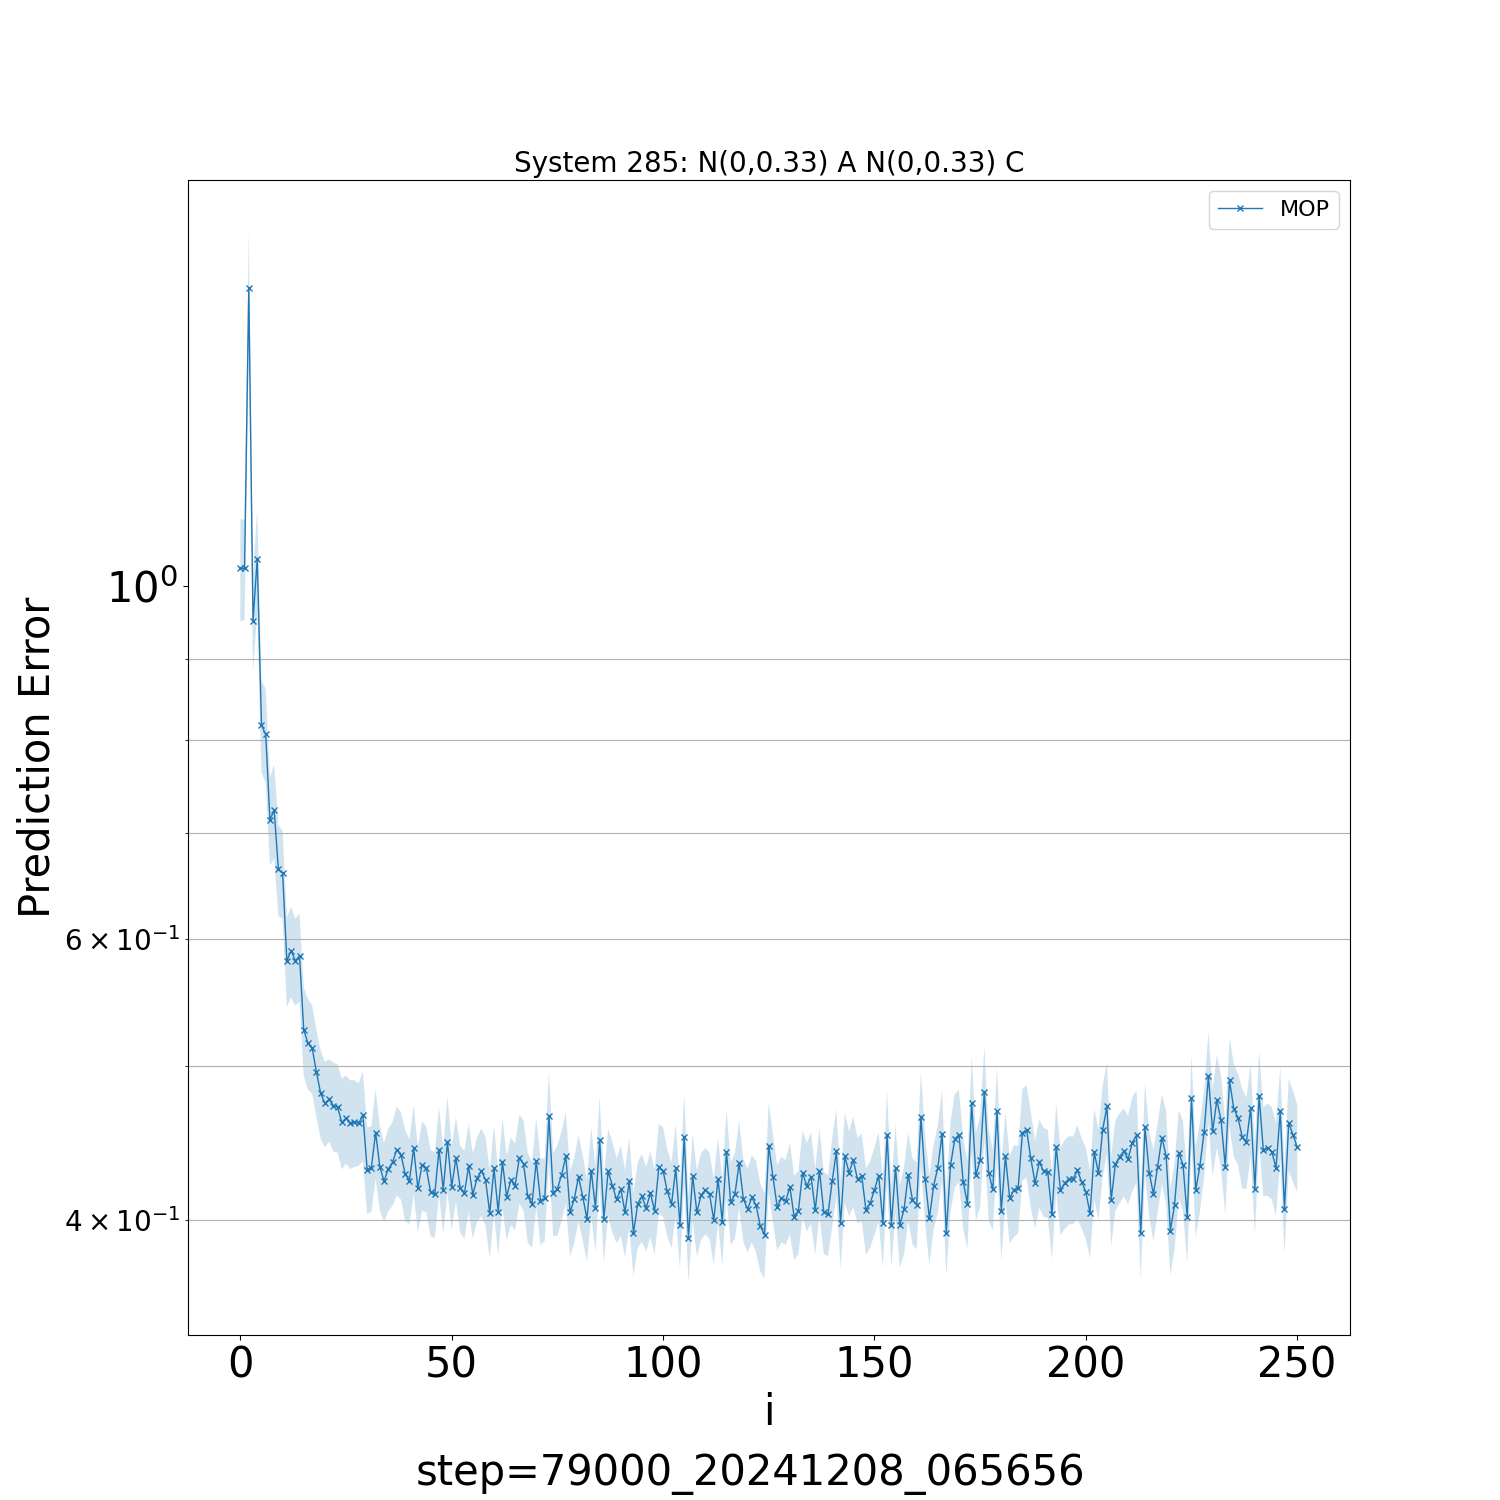 System 285: N(0,0.33) A N(0,0.33) C
MOP
Prediction Error
10⁰
6 × 10⁻¹
4 × 10⁻¹
0 50 100 150 200 250
i
step=79000_20241208_065656